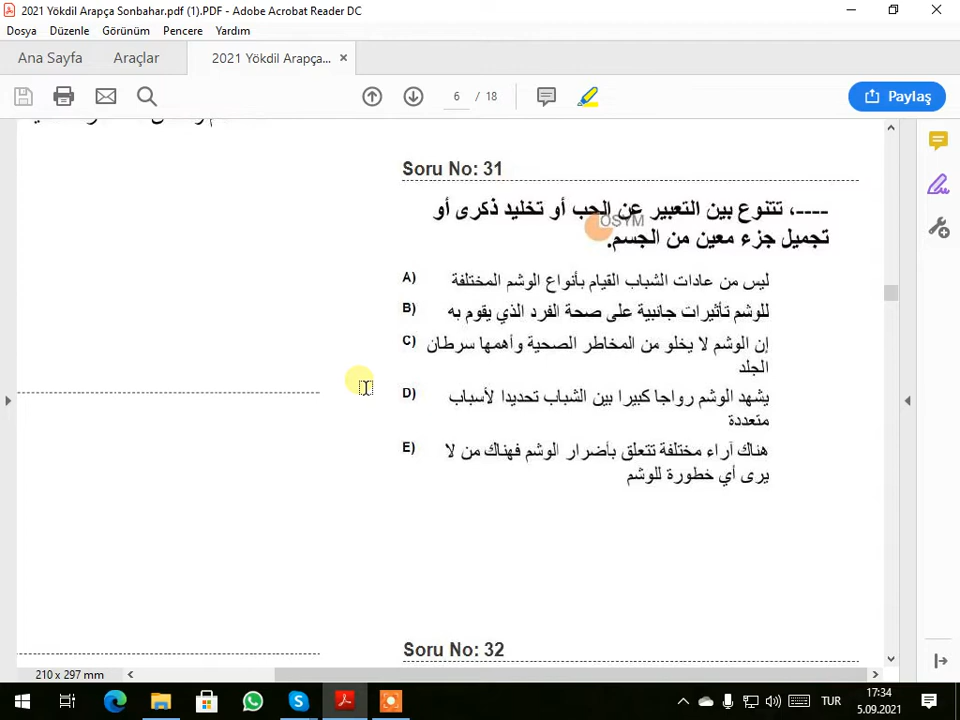 2021 Yökdil Arapça Sonbahar.pdf (1).PDF - Adobe Acrobat Reader DC
Dosya Düzenle Görünüm Pencere Yardım
Ana Sayfa Araçlar 2021 Yökdil Arapça...
6 / 18 Paylaş
Soru No: 31
----، تتنوع بين التعبير عن الحب أو تخليد ذكرى أو
تجميل جزء معين من الجسم.
ÖSYM
A) ليس من عادات الشباب القيام بأنواع الوشم المختلفة
B) للوشم تأثيرات جانبية على صحة الفرد الذي يقوم به
C) إن الوشم لا يخلو من المخاطر الصحية وأهمها سرطان
الجلد
D) يشهد الوشم رواجا كبيرا بين الشباب تحديدا لأسباب
متعددة
E) هناك آراء مختلفة تتعلق بأضرار الوشم فهناك من لا
يرى أي خطورة للوشم
Soru No: 32
210 x 297 mm
TUR
17:34
5.09.2021